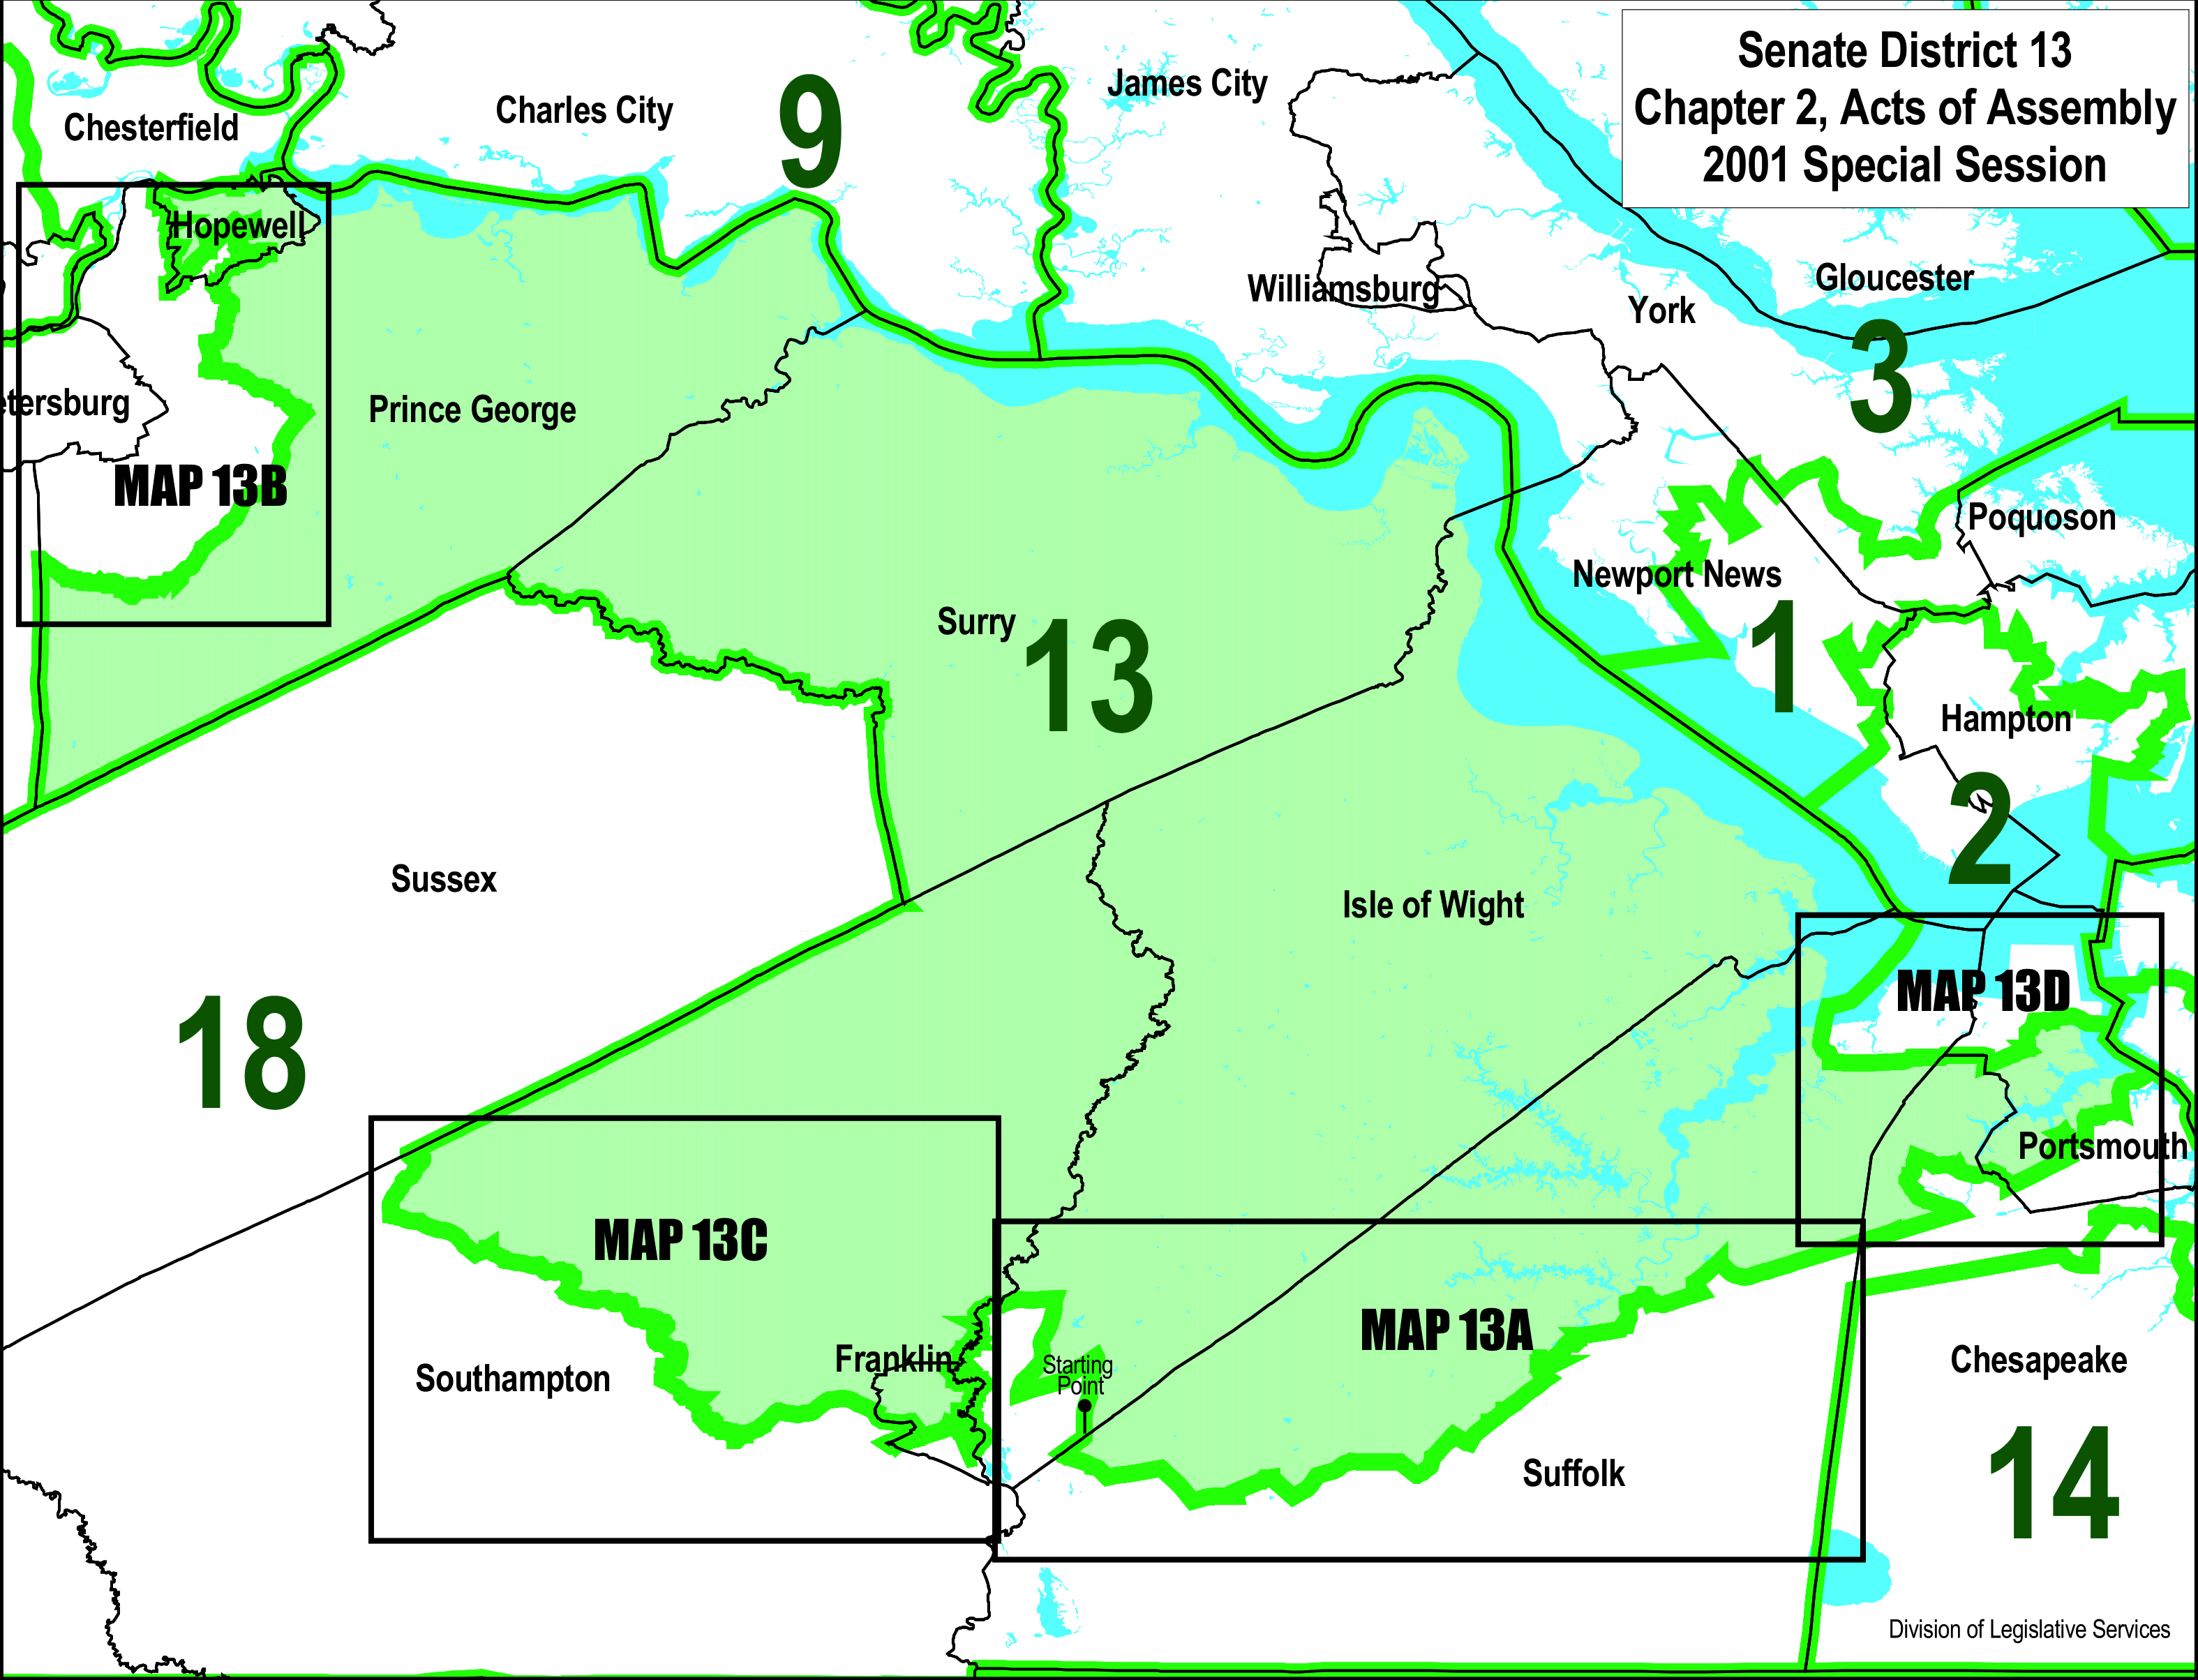 Senate District 13
Chapter 2, Acts of Assembly
2001 Special Session
Chesterfield
Charles City
9
James City
Hopewell
Williamsburg
York
Gloucester
3
etersburg
Prince George
MAP 13B
Poquoson
Newport News
Surry
13
1
Hampton
2
Sussex
Isle of Wight
18
MAP 13D
Portsmouth
MAP 13C
MAP 13A
Franklin
Starting
Point
Southampton
Chesapeake
Suffolk
14
Division of Legislative Services